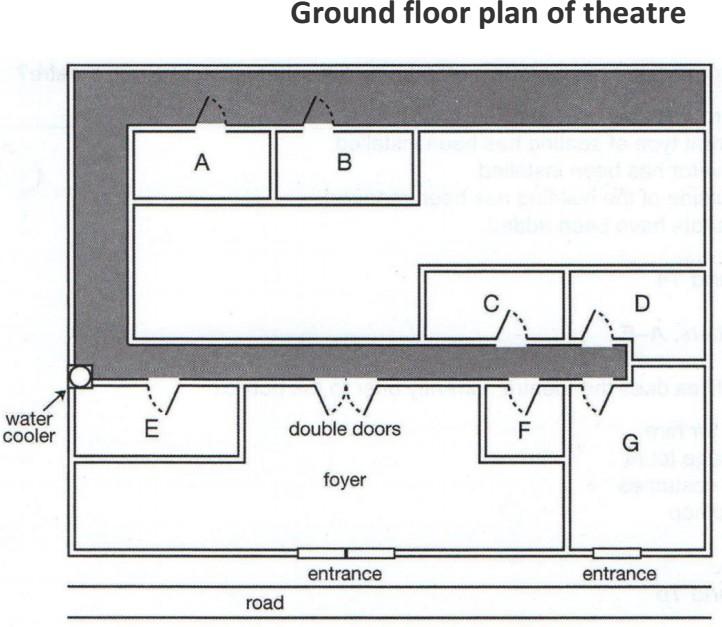 Ground floor plan of theatre
A
B
C
D
water
cooler
E
double doors
F
G
foyer
entrance
entrance
road